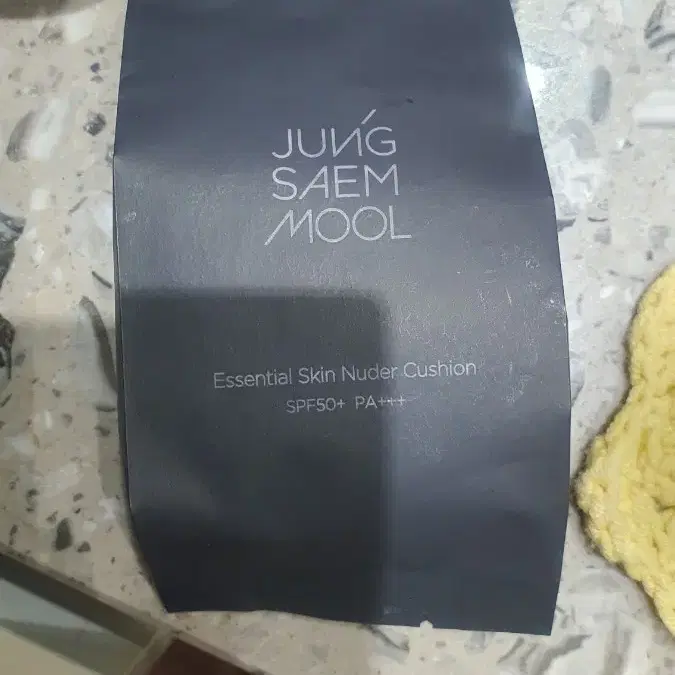 JUNG
SAEM
MOOL
Essential Skin Nuder Cushion
SPF50+ PA+++